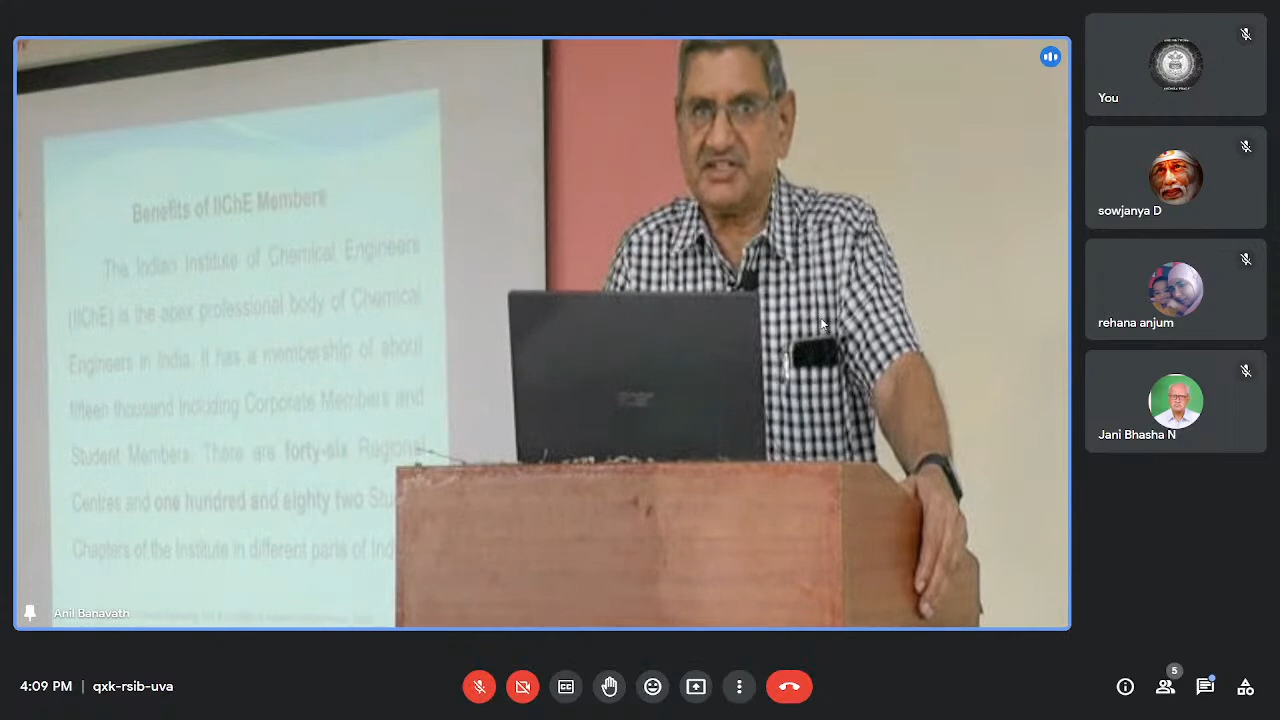 Benefits of IIChE Members
The Indian Institute of Chemical Engineers
(IIChE) is the apex professional body of Chemical
Engineers in India. It has a membership of about
fifteen thousand including Corporate Members and
Student Members. There are forty-six Regional
Centres and one hundred and eighty two Stu
Chapters of the Institute in different parts of Ind
Anil Banavath
You
sowjanya D
rehana anjum
Jani Bhasha N
4:09 PM | qxk-rsib-uva
5